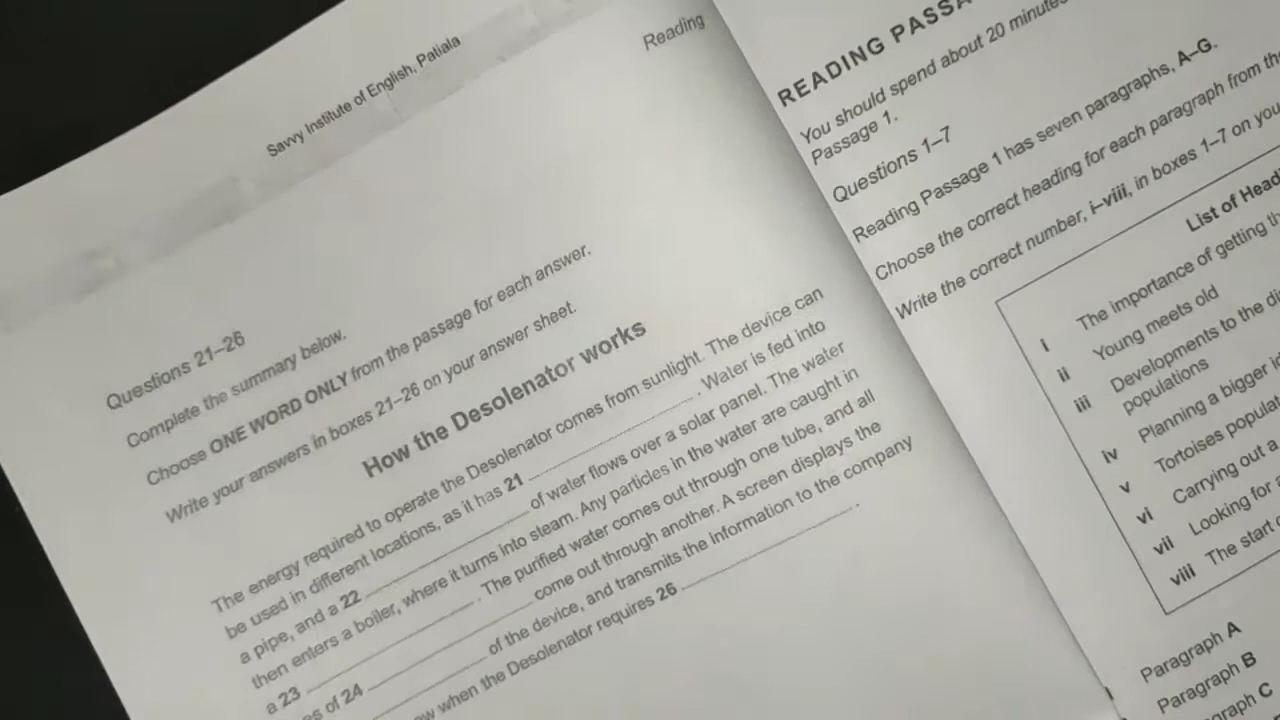 Savvy Institute of English, Patiala
Reading
Questions 21–26
Complete the summary below.
Choose ONE WORD ONLY from the passage for each answer.
Write your answers in boxes 21–26 on your answer sheet.
How the Desolenator works
The energy required to operate the Desolenator comes from sunlight. The device can
be used in different locations, as it has 21 . Water is fed into
a pipe, and a 22 of water flows over a solar panel. The water
then enters a boiler, where it turns into steam. Any particles in the water are caught in
a 23 . The purified water comes out through one tube, and all
of 24 come out through another. A screen displays the
of the device, and transmits the information to the company
when the Desolenator requires 26 .
READING
You should spend about 20 minutes
Passage 1.
Questions 1–7
Reading Passage 1 has seven paragraphs, A–G.
Choose the correct heading for each paragraph from the
Write the correct number, i–viii, in boxes 1–7 on
List of
i The importance of getting
ii Young meets old
iii Developments to the
populations
iv Planning a bigger
v Tortoises
vi Carrying out a
vii Looking for
viii The start
Paragraph A
Paragraph B
C